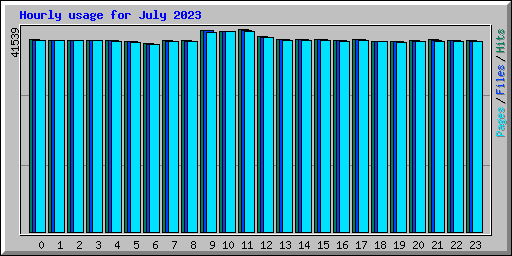 Hourly usage for July 2023
41539
Pages/Files/Hits
0 1 2 3 4 5 6 7 8 9 10 11 12 13 14 15 16 17 18 19 20 21 22 23